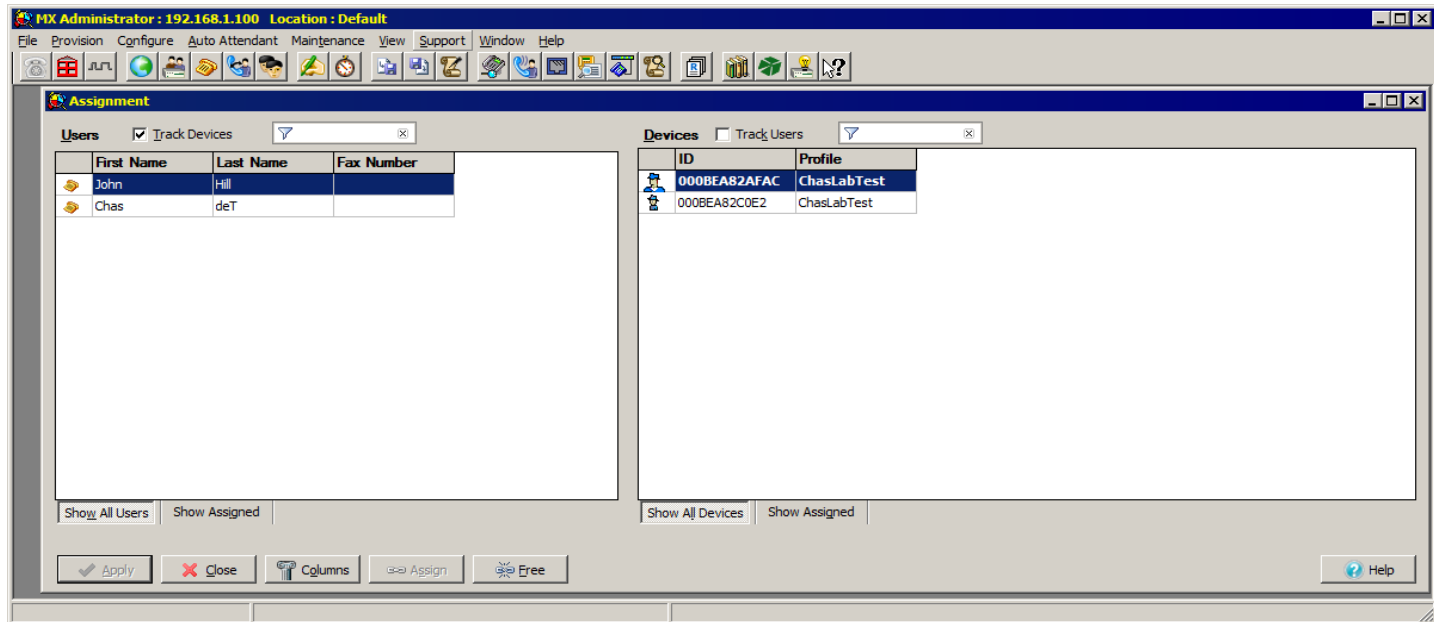 MX Administrator : 192.168.1.100 Location : Default
File Provision Configure Auto Attendant Maintenance View Support Window Help
Assignment
Users Track Devices
Devices Track Users
First Name Last Name Fax Number
John Hill
Chas deT
ID Profile
000BEA82AFAC ChasLabTest
000BEA82C0E2 ChasLabTest
Show All Users Show Assigned
Show All Devices Show Assigned
Apply Close Columns Assign Free Help